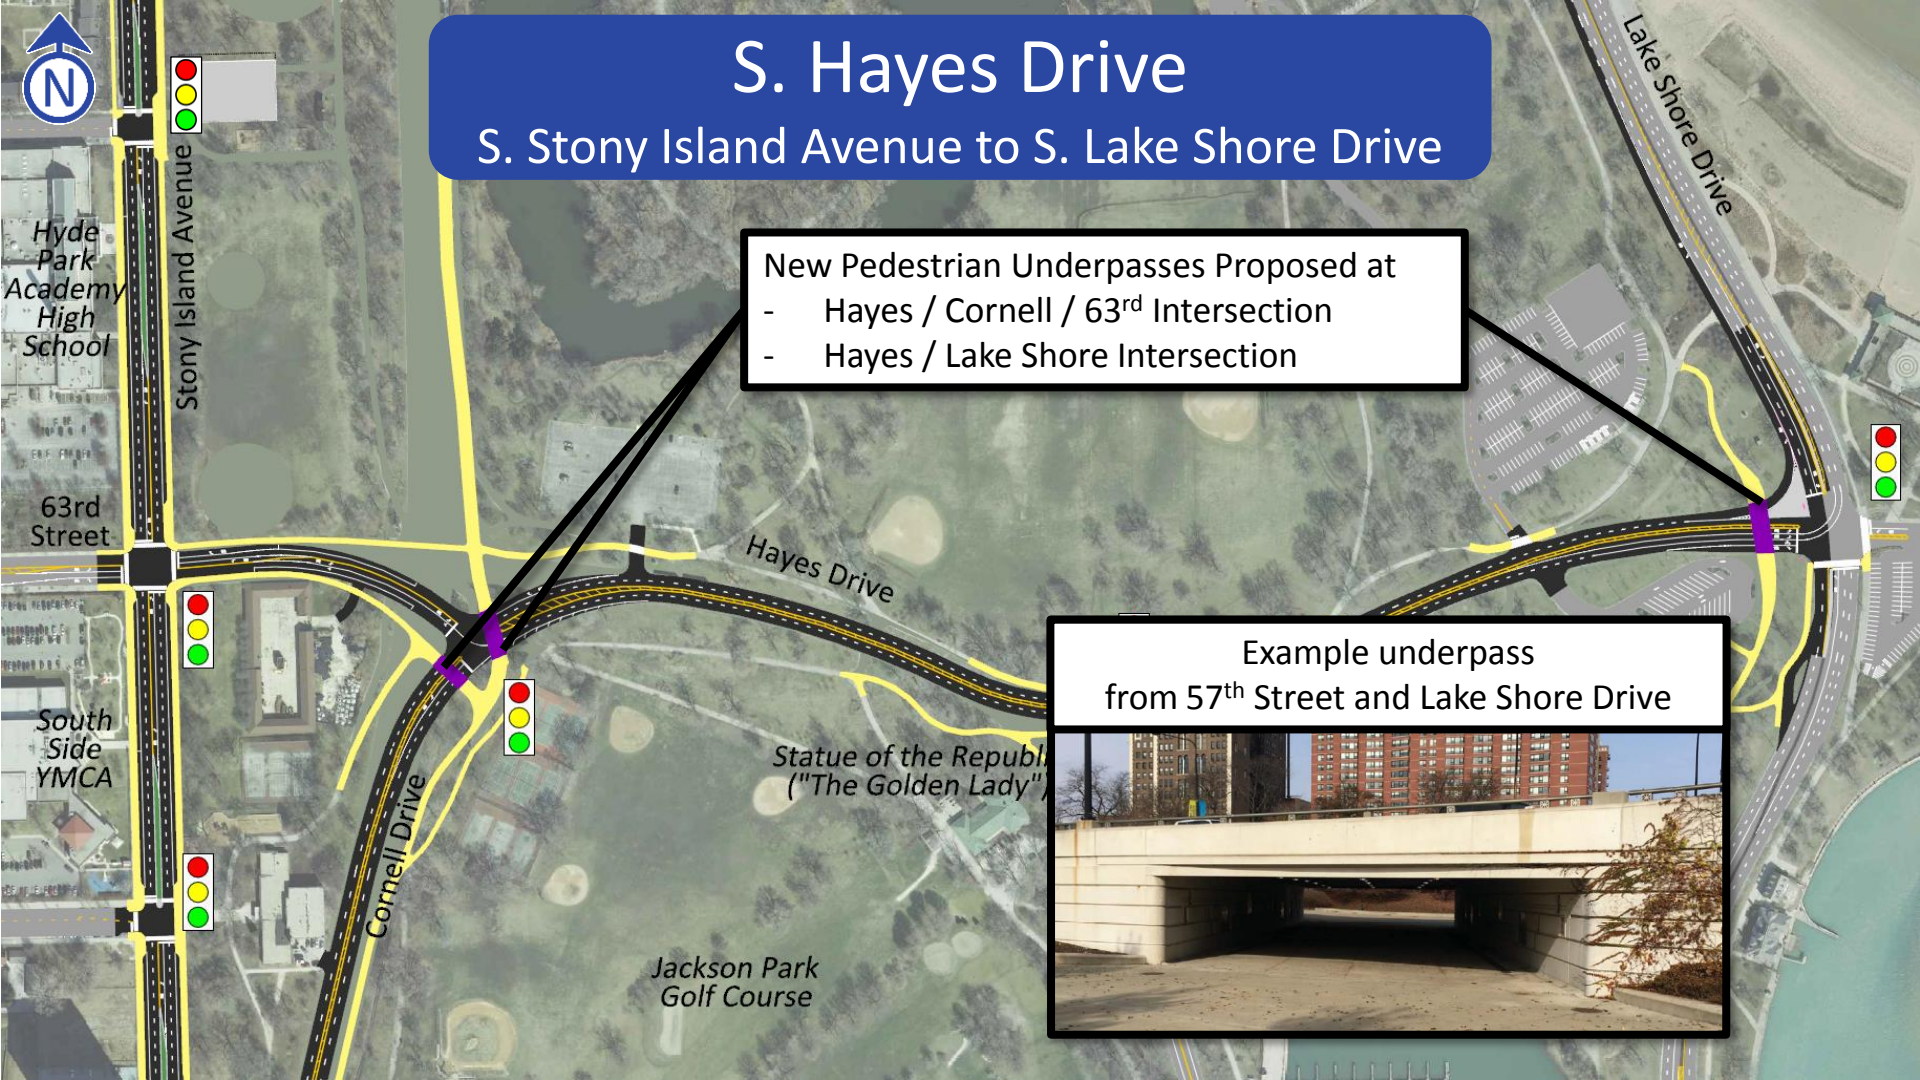 N
S. Hayes Drive
S. Stony Island Avenue to S. Lake Shore Drive
Lake Shore Drive
Stony Island Avenue
Hyde
Park
Academy
High
School
New Pedestrian Underpasses Proposed at
- Hayes / Cornell / 63rd Intersection
- Hayes / Lake Shore Intersection
63rd
Street
Hayes Drive
South
Side
YMCA
Cornell Drive
Statue of the Republi
("The Golden Lady")
Example underpass
from 57th Street and Lake Shore Drive
Jackson Park
Golf Course